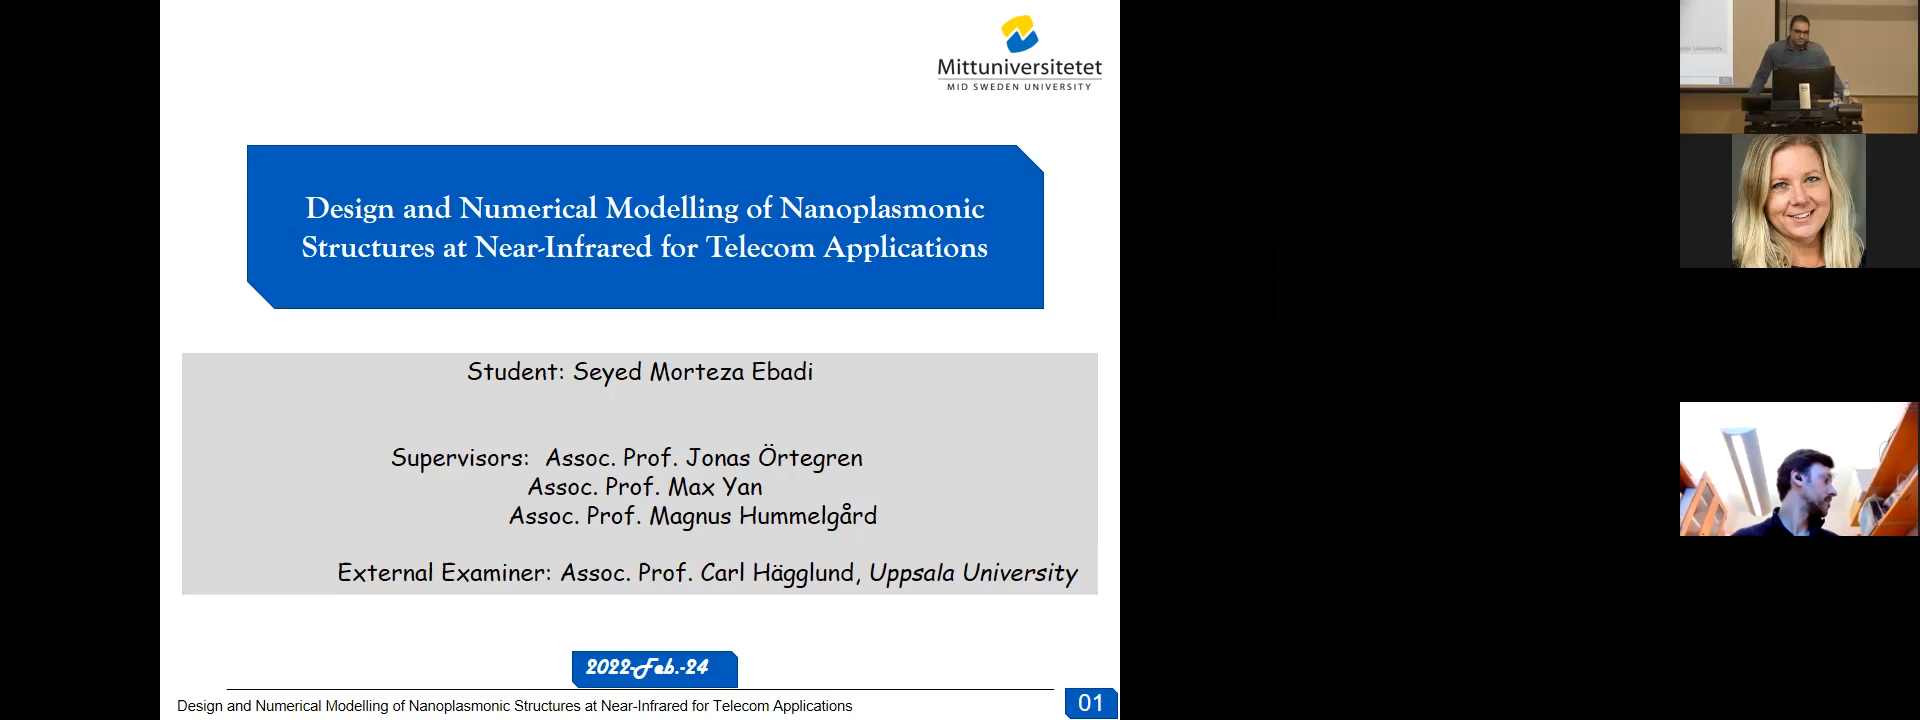 Mittuniversitetet
MID SWEDEN UNIVERSITY
Design and Numerical Modelling of Nanoplasmonic
Structures at Near-Infrared for Telecom Applications
Student: Seyed Morteza Ebadi
Supervisors: Assoc. Prof. Jonas Örtegren
Assoc. Prof. Max Yan
Assoc. Prof. Magnus Hummelgård
External Examiner: Assoc. Prof. Carl Hägglund, Uppsala University
2022-Feb.-24
Design and Numerical Modelling of Nanoplasmonic Structures at Near-Infrared for Telecom Applications
01